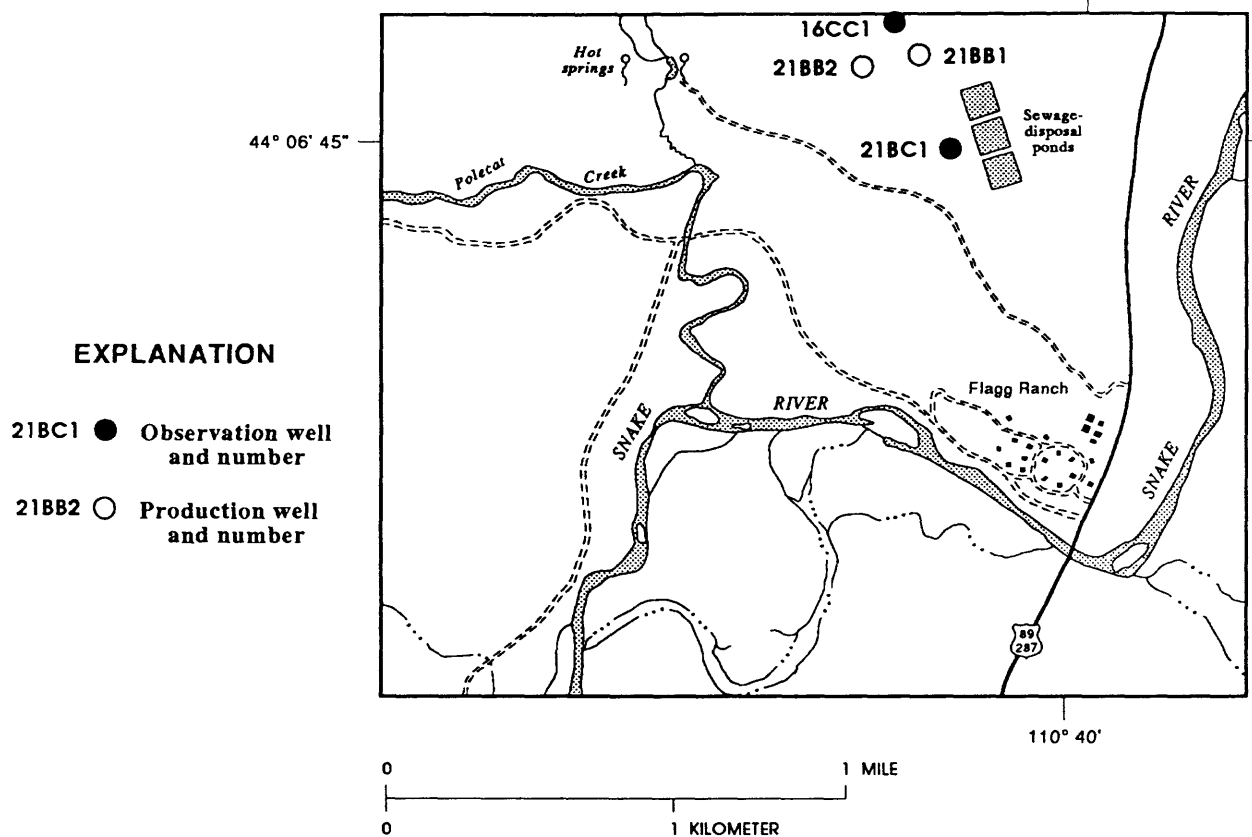 16CC1
Hot
springs
21BB2
21BB1
Sewage-
disposal
ponds
44° 06' 45"
21BC1
Polecat Creek
RIVER
EXPLANATION
Flagg Ranch
RIVER
SNAKE
21BC1 Observation well
and number
SNAKE
21BB2 Production well
and number
89
287
110° 40'
0 1 MILE
0 1 KILOMETER